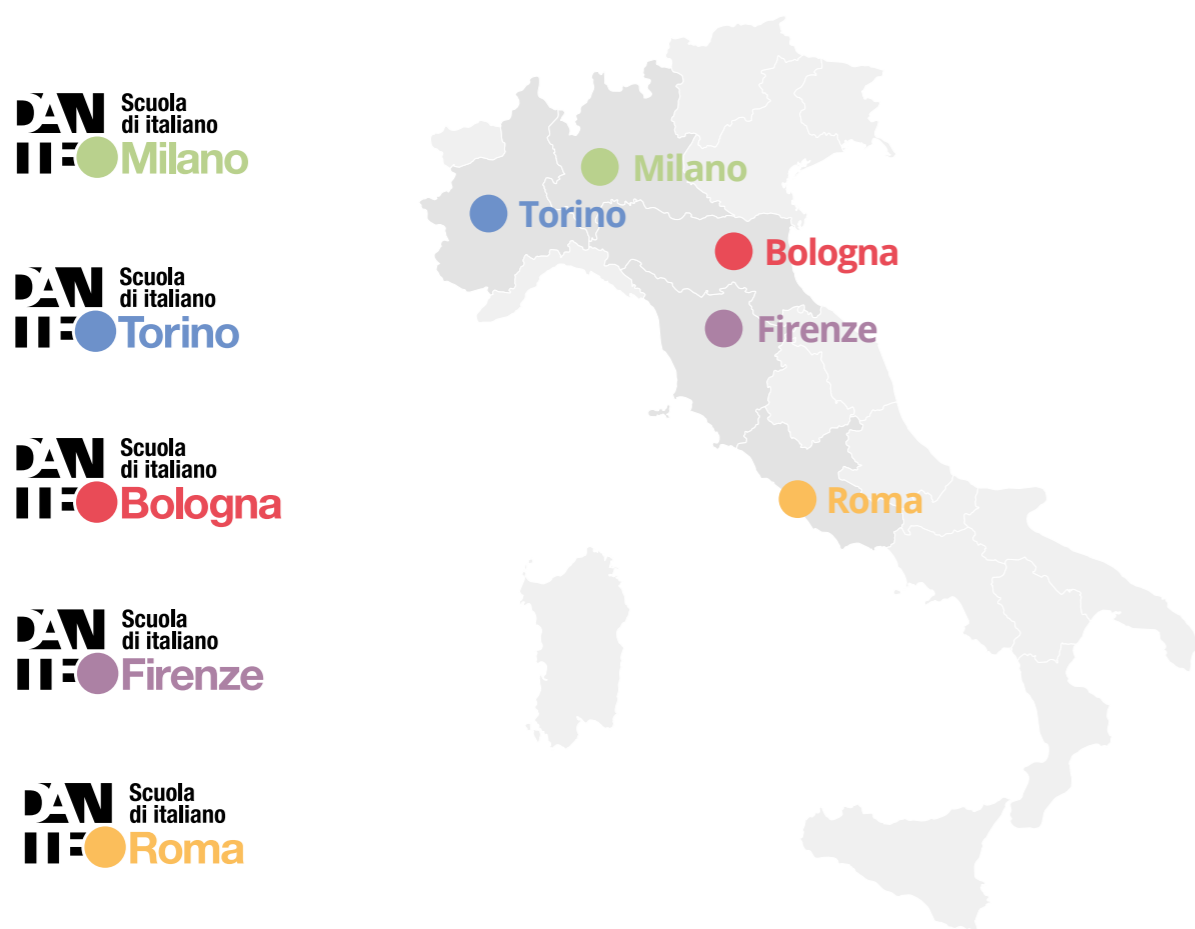 DAN Scuola
di italiano
TE Milano
DAN Scuola
di italiano
TE Torino
DAN Scuola
di italiano
TE Bologna
DAN Scuola
di italiano
TE Firenze
DAN Scuola
di italiano
TE Roma
Milano
Torino
Bologna
Firenze
Roma